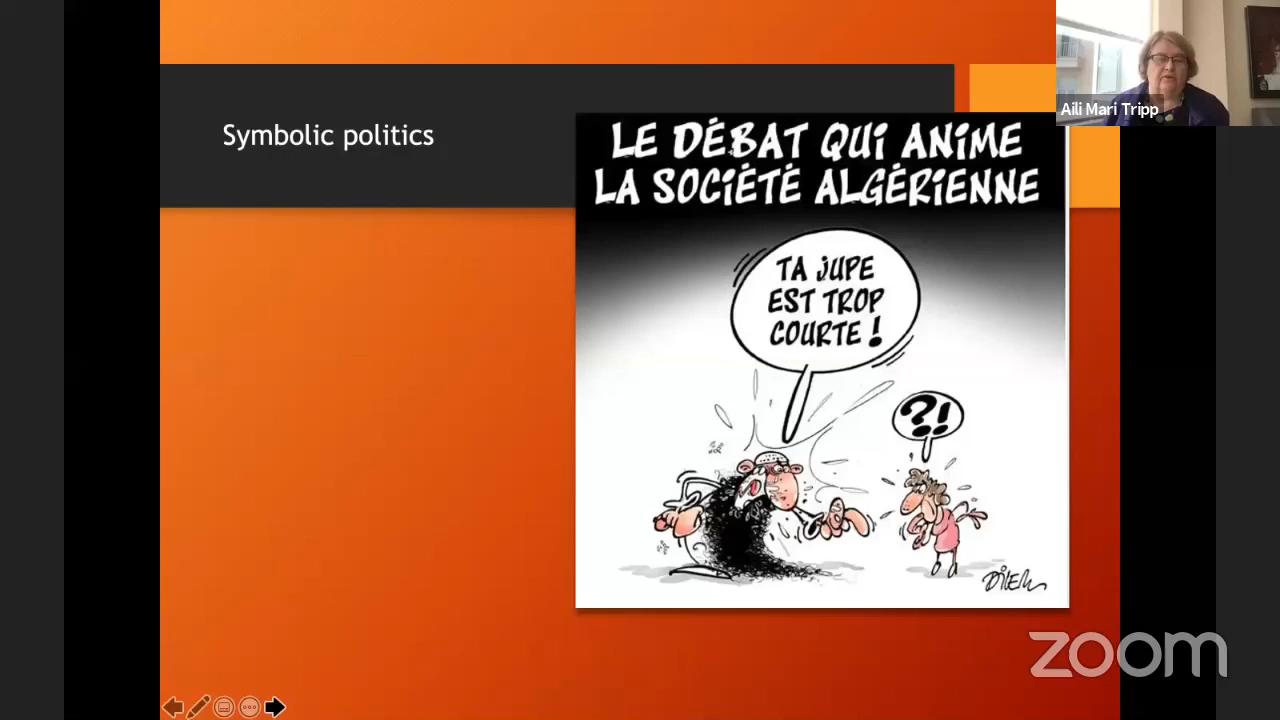 Symbolic politics
LE DÉBAT QUI ANIME
LA SOCIÉTÉ ALGÉRIENNE
TA JUPE
EST TROP
COURTE !
?!
DILEM
Aili Mari Tripp
zoom